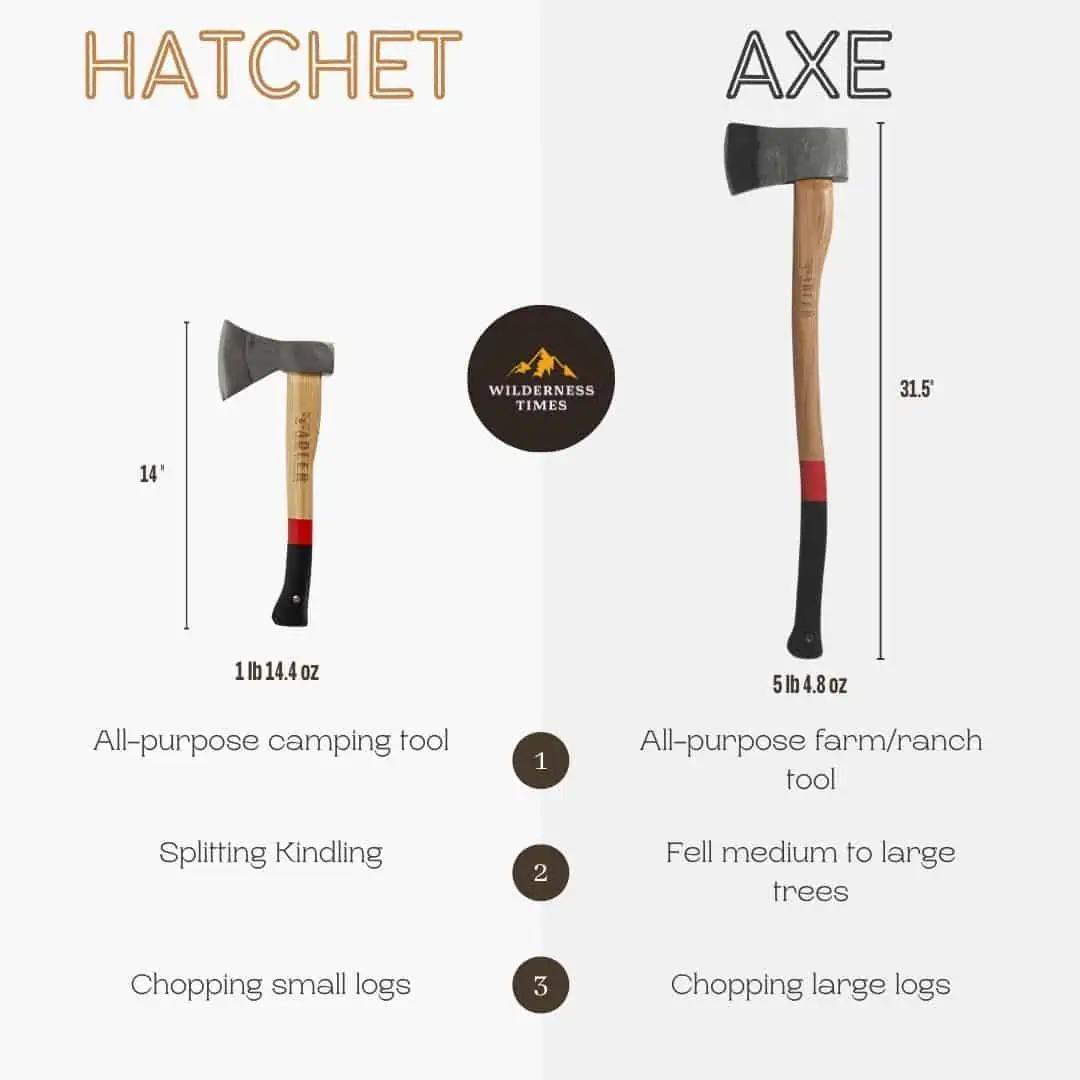 HATCHET
AXE
31.5"
WILDERNESS
TIMES
14 "
ADLER
ADLER
1 lb 14.4 oz
5 lb 4.8 oz
All-purpose camping tool
1
All-purpose farm/ranch
tool
Splitting Kindling
2
Fell medium to large
trees
Chopping small logs
3
Chopping large logs